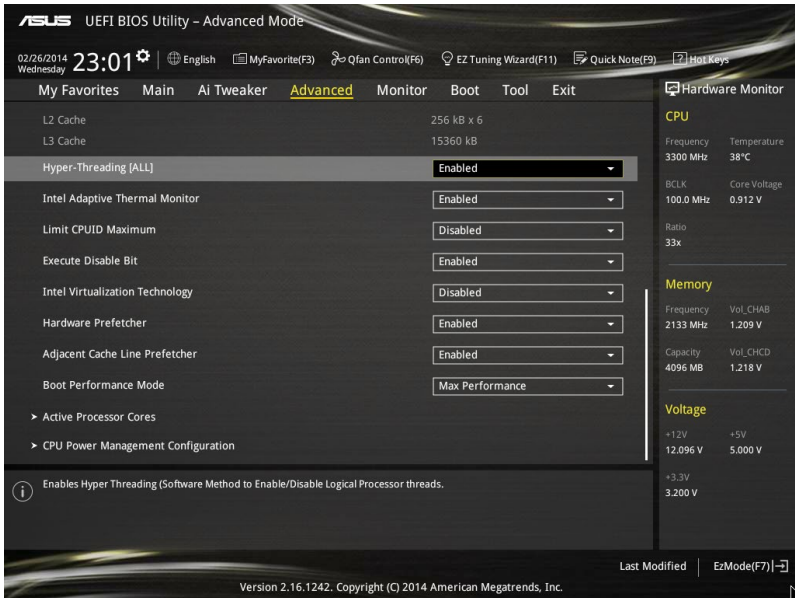 ASUS UEFI BIOS Utility – Advanced Mode
02/26/2014
Wednesday
23:01
English
MyFavorite(F3)
Qfan Control(F6)
EZ Tuning Wizard(F11)
Quick Note(F9)
? Hot Keys
My Favorites
Main
Ai Tweaker
Advanced
Monitor
Boot
Tool
Exit
L2 Cache 256 kB x 6
L3 Cache 15360 kB
Hyper-Threading [ALL] Enabled
Intel Adaptive Thermal Monitor Enabled
Limit CPUID Maximum Disabled
Execute Disable Bit Enabled
Intel Virtualization Technology Disabled
Hardware Prefetcher Enabled
Adjacent Cache Line Prefetcher Enabled
Boot Performance Mode Max Performance
> Active Processor Cores
> CPU Power Management Configuration
i Enables Hyper Threading (Software Method to Enable/Disable Logical Processor threads.
Hardware Monitor
CPU
Frequency Temperature
3300 MHz 38°C
BCLK Core Voltage
100.0 MHz 0.912 V
Ratio
33x
Memory
Frequency Vol_CHAB
2133 MHz 1.209 V
Capacity Vol_CHCD
4096 MB 1.218 V
Voltage
+12V +5V
12.096 V 5.000 V
+3.3V
3.200 V
Last Modified
EzMode(F7)
Version 2.16.1242. Copyright (C) 2014 American Megatrends, Inc.